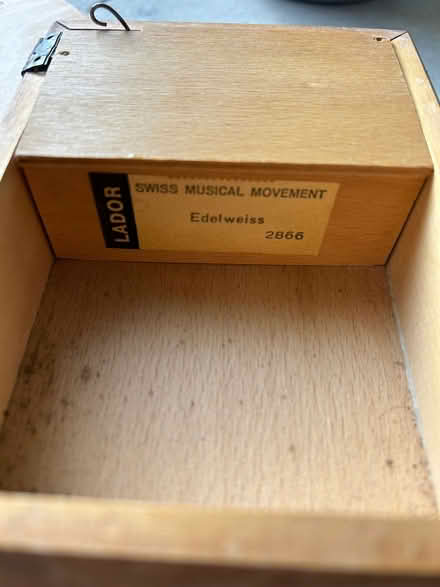 LADOR
SWISS MUSICAL MOVEMENT
Edelweiss
2866